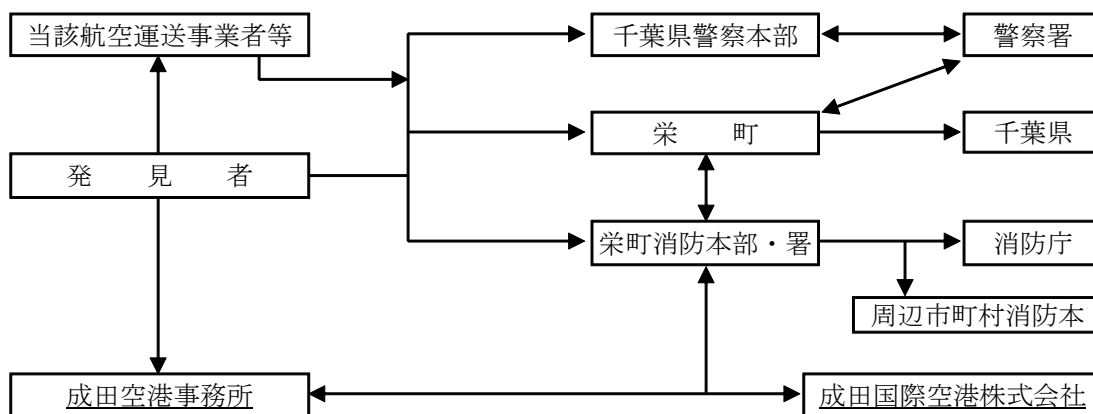 当該航空運送事業者等
千葉県警察本部
警察署
栄　　町
千葉県
発　見　者
栄町消防本部・署
消防庁
周辺市町村消防本
成田空港事務所
成田国際空港株式会社